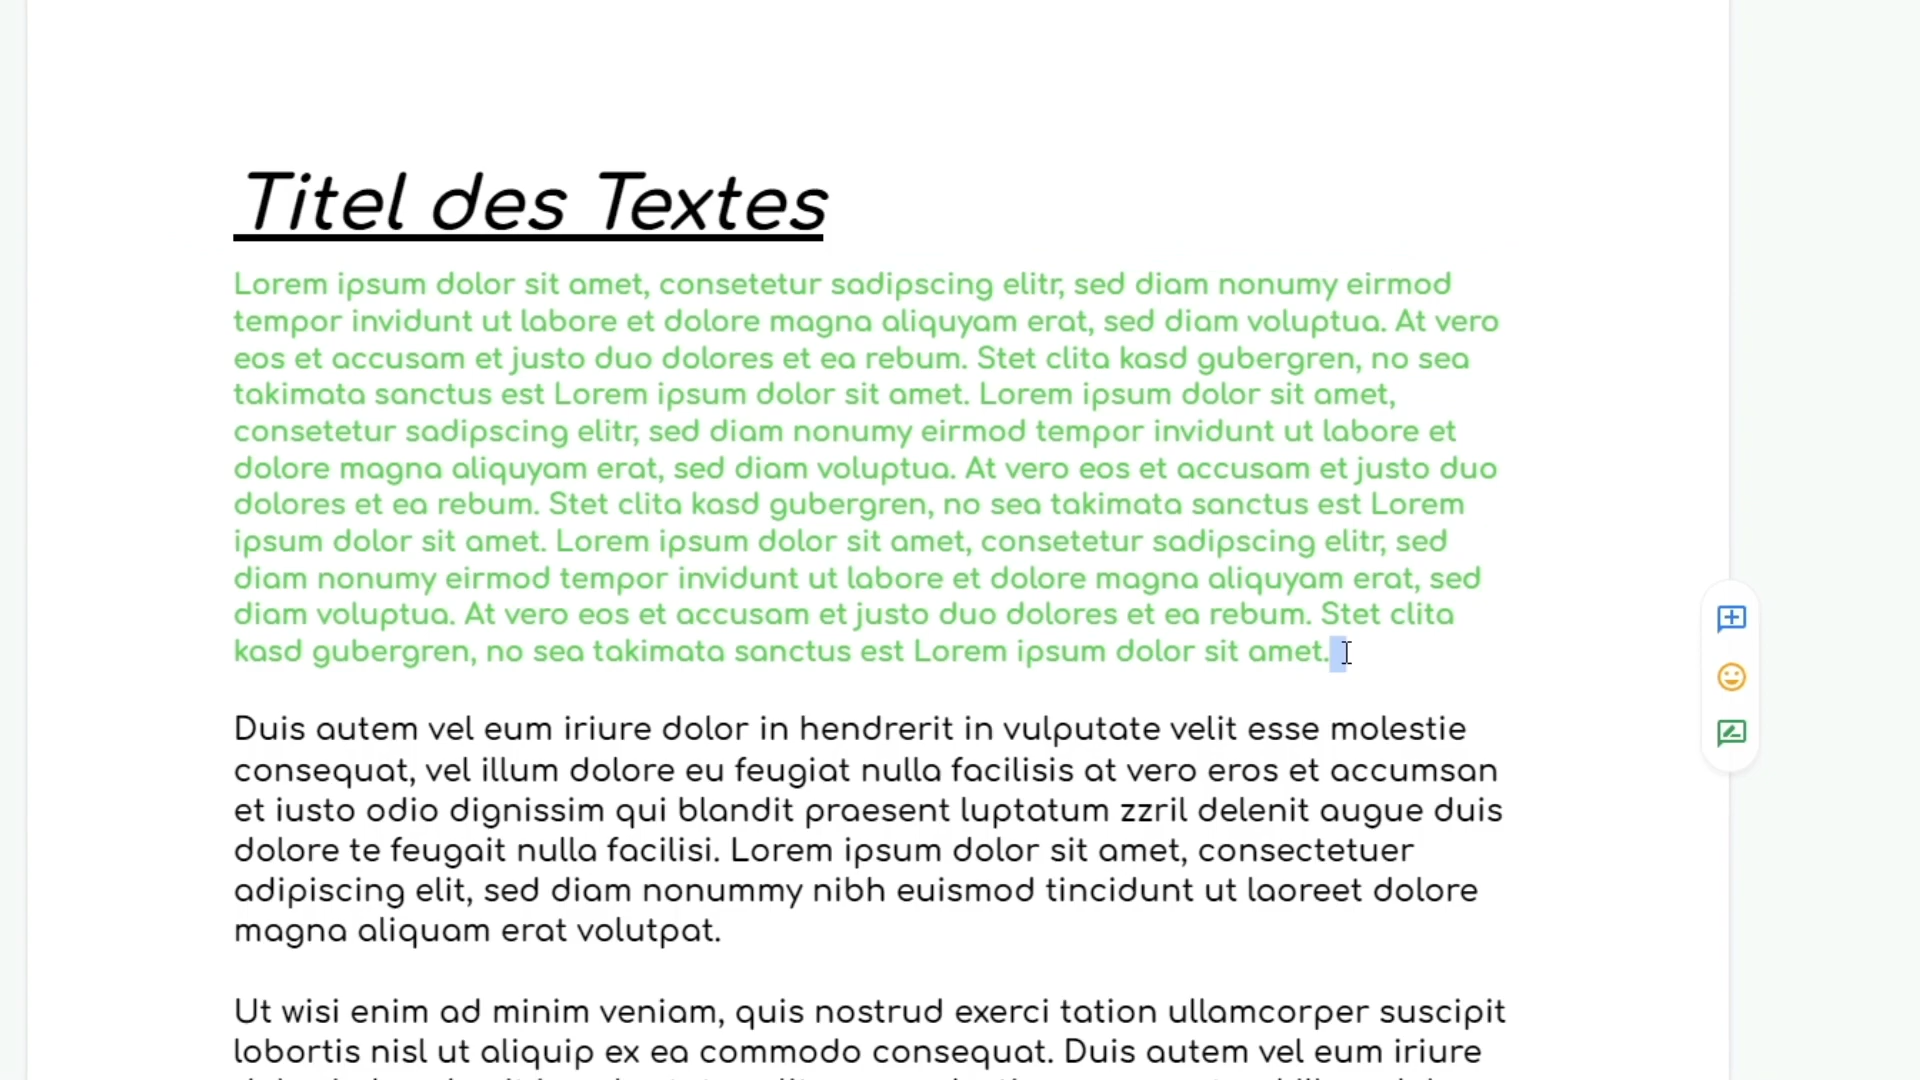 Titel des Textes
Lorem ipsum dolor sit amet, consetetur sadipscing elitr, sed diam nonumy eirmod
tempor invidunt ut labore et dolore magna aliquyam erat, sed diam voluptua. At vero
eos et accusam et justo duo dolores et ea rebum. Stet clita kasd gubergren, no sea
takimata sanctus est Lorem ipsum dolor sit amet. Lorem ipsum dolor sit amet,
consetetur sadipscing elitr, sed diam nonumy eirmod tempor invidunt ut labore et
dolore magna aliquyam erat, sed diam voluptua. At vero eos et accusam et justo duo
dolores et ea rebum. Stet clita kasd gubergren, no sea takimata sanctus est Lorem
ipsum dolor sit amet. Lorem ipsum dolor sit amet, consetetur sadipscing elitr, sed
diam nonumy eirmod tempor invidunt ut labore et dolore magna aliquyam erat, sed
diam voluptua. At vero eos et accusam et justo duo dolores et ea rebum. Stet clita
kasd gubergren, no sea takimata sanctus est Lorem ipsum dolor sit amet.
Duis autem vel eum iriure dolor in hendrerit in vulputate velit esse molestie
consequat, vel illum dolore eu feugiat nulla facilisis at vero eros et accumsan
et iusto odio dignissim qui blandit praesent luptatum zzril delenit augue duis
dolore te feugait nulla facilisi. Lorem ipsum dolor sit amet, consectetuer
adipiscing elit, sed diam nonummy nibh euismod tincidunt ut laoreet dolore
magna aliquam erat volutpat.
Ut wisi enim ad minim veniam, quis nostrud exerci tation ullamcorper suscipit
lobortis nisl ut aliquip ex ea commodo consequat. Duis autem vel eum iriure